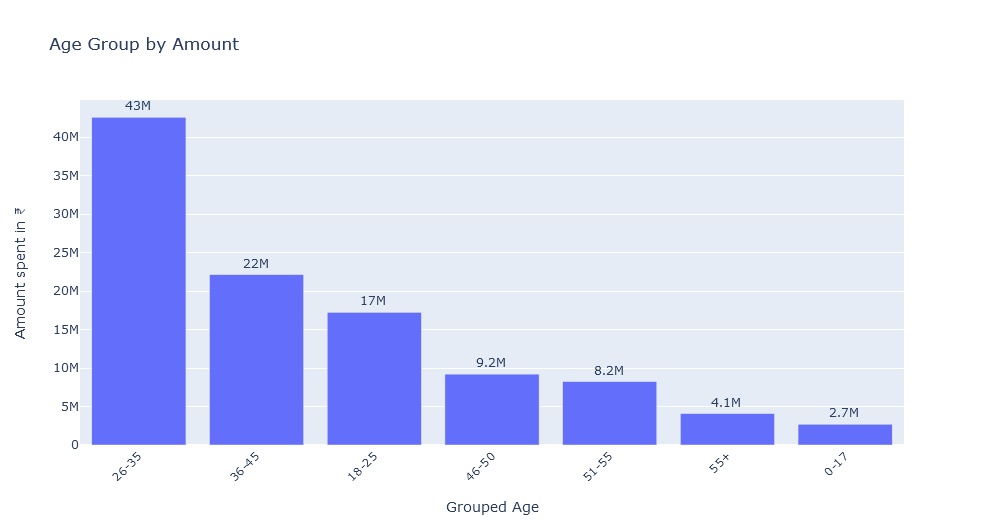 Age Group by Amount
43M
22M
17M
9.2M
8.2M
4.1M
2.7M
40M
35M
30M
25M
20M
15M
10M
5M
0
Amount spent in ₹
26-35
36-45
18-25
46-50
51-55
55+
0-17
Grouped Age